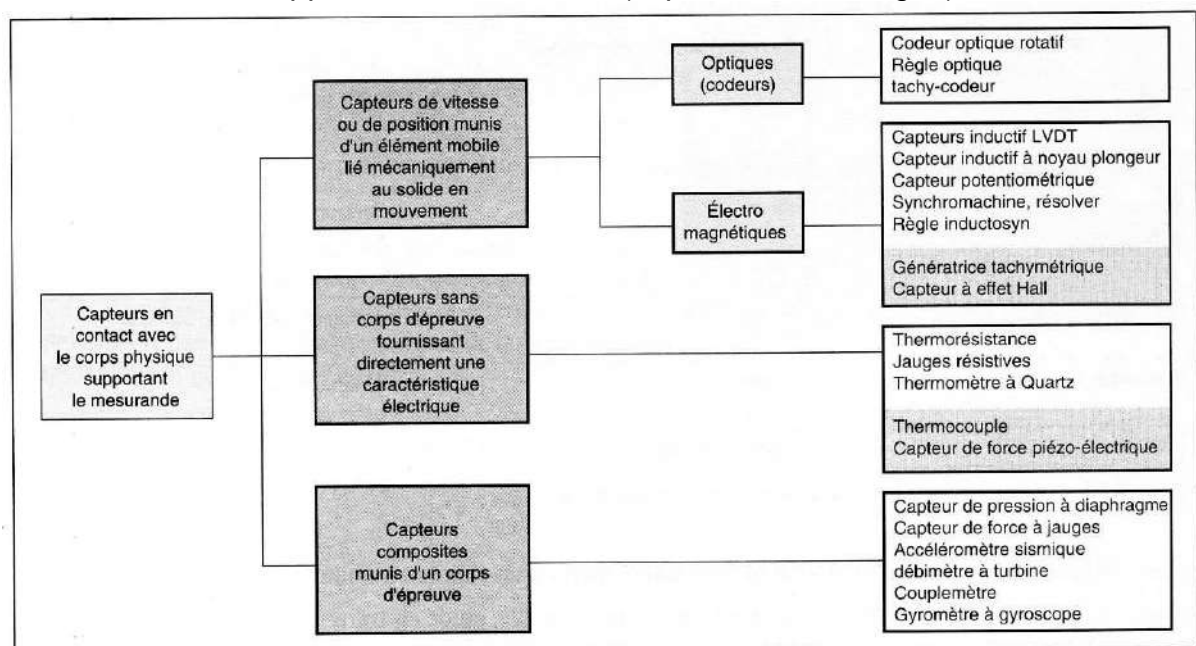 Capteurs en
contact avec
le corps physique
supportant
le mesurande
Capteurs de vitesse
ou de position munis
d'un élément mobile
lié mécaniquement
au solide en
mouvement
Optiques
(codeurs)
Codeur optique rotatif
Règle optique
tachy-codeur
Électro
magnétiques
Capteurs inductif LVDT
Capteur inductif à noyau plongeur
Capteur potentiométrique
Synchromachine, résolver
Règle inductosyn
Génératrice tachymétrique
Capteur à effet Hall
Capteurs sans
corps d'épreuve
fournissant
directement une
caractéristique
électrique
Thermorésistance
Jauges résistives
Thermomètre à Quartz
Thermocouple
Capteur de force piézo-électrique
Capteurs
composites
munis d'un corps
d'épreuve
Capteur de pression à diaphragme
Capteur de force à jauges
Accéléromètre sismique
débimètre à turbine
Couplemètre
Gyromètre à gyroscope